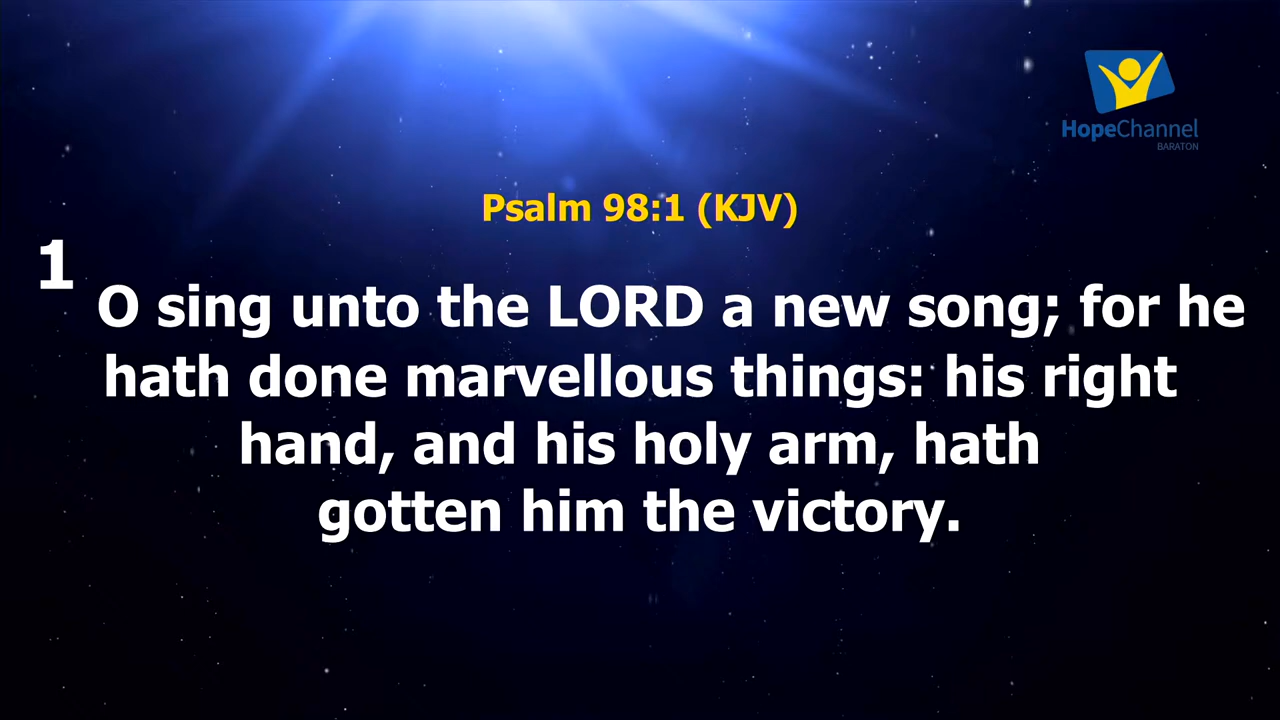 HopeChannel
BARATON
Psalm 98:1 (KJV)
1 O sing unto the LORD a new song; for he
hath done marvellous things: his right
hand, and his holy arm, hath
gotten him the victory.